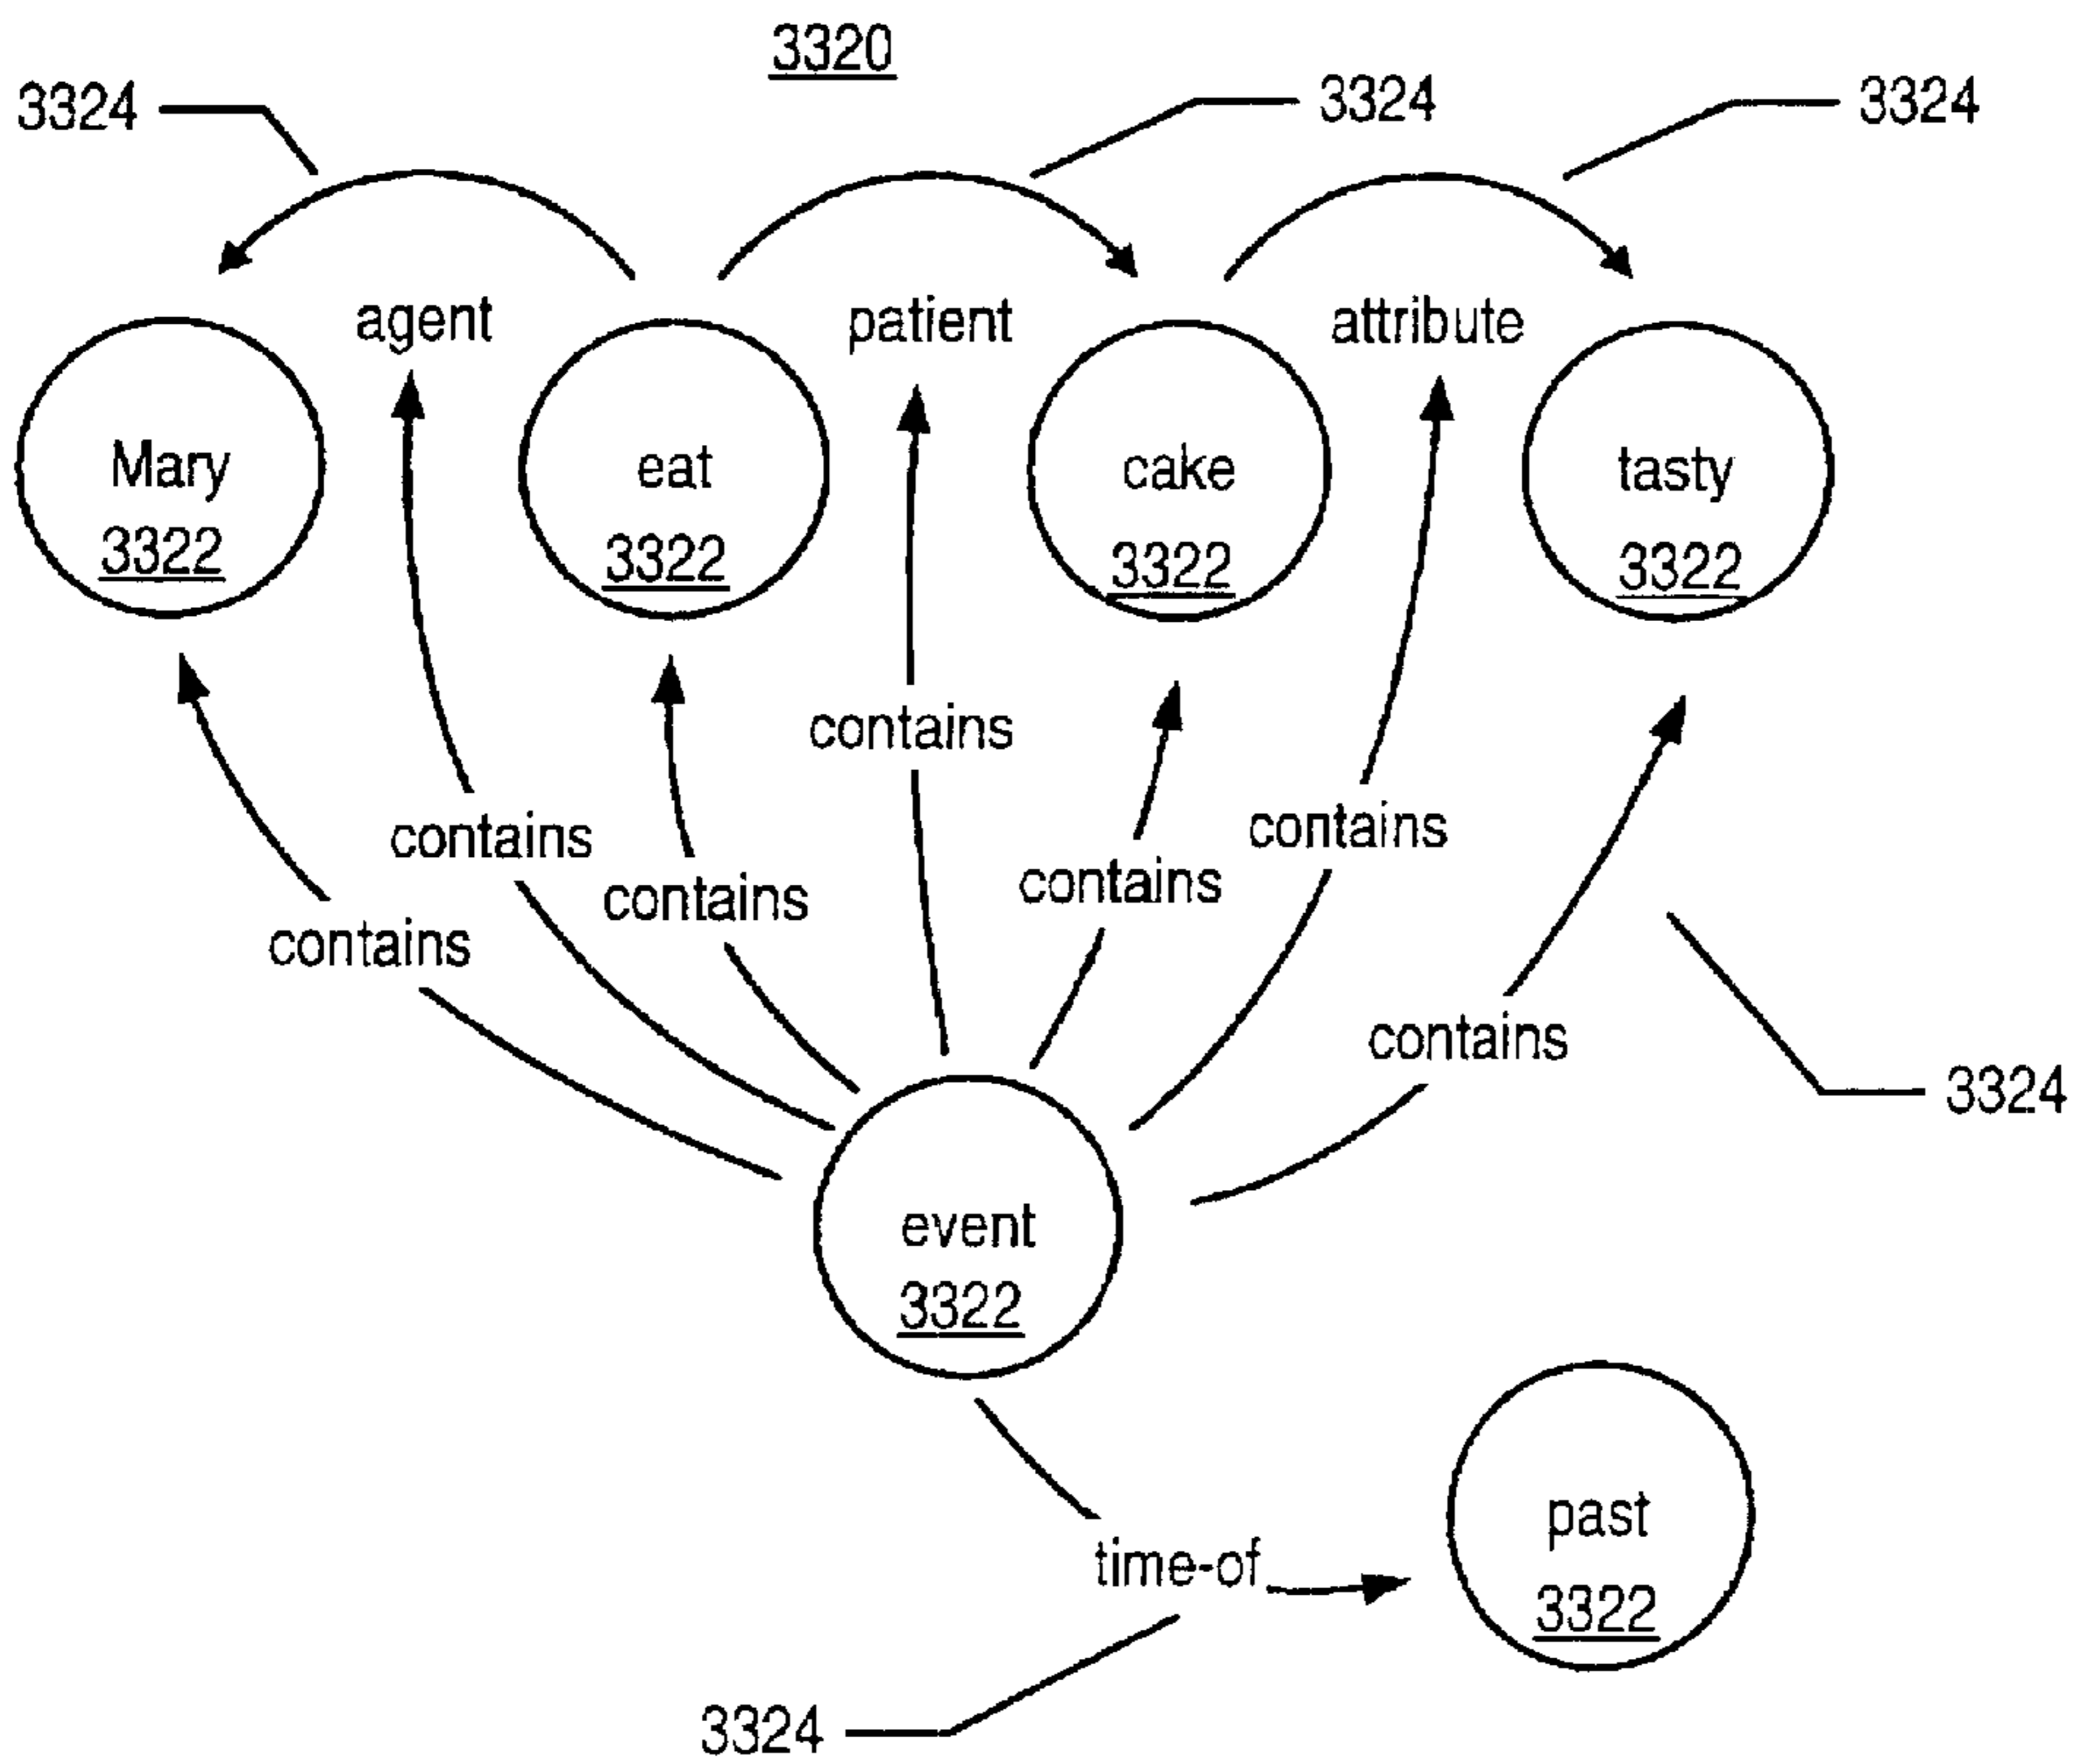 3320
3324
3324
3324
agent
patient
attribute
Mary
3322
eat
3322
cake
3322
tasty
3322
contains
contains
contains
contains
contains
contains
contains
3324
event
3322
time-of
past
3322
3324